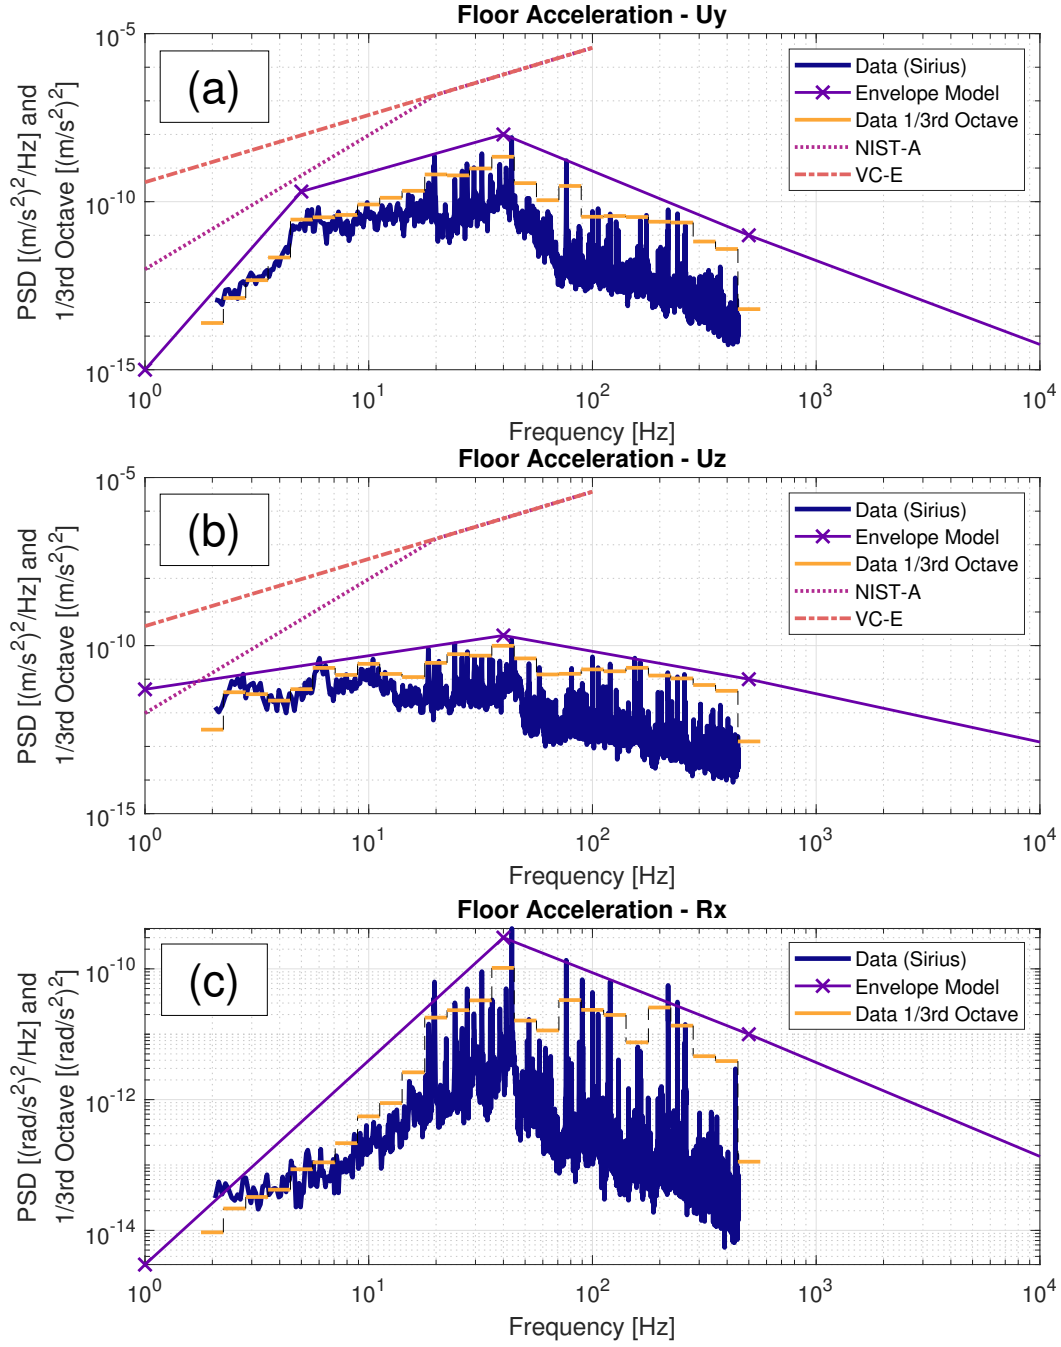 Floor Acceleration - Uy
(a)
PSD [(m/s²)²/Hz] and
1/3rd Octave [(m/s²)²]
10⁻⁵
10⁻¹⁰
10⁻¹⁵
Data (Sirius)
Envelope Model
Data 1/3rd Octave
NIST-A
VC-E
10⁰ 10¹ 10² 10³ 10⁴
Frequency [Hz]
Floor Acceleration - Uz
(b)
PSD [(m/s²)²/Hz] and
1/3rd Octave [(m/s²)²]
10⁻⁵
10⁻¹⁰
10⁻¹⁵
Data (Sirius)
Envelope Model
Data 1/3rd Octave
NIST-A
VC-E
10⁰ 10¹ 10² 10³ 10⁴
Frequency [Hz]
Floor Acceleration - Rx
(c)
PSD [(rad/s²)²/Hz] and
1/3rd Octave [(rad/s²)²]
10⁻¹⁰
10⁻¹²
10⁻¹⁴
Data (Sirius)
Envelope Model
Data 1/3rd Octave
10⁰ 10¹ 10² 10³ 10⁴
Frequency [Hz]